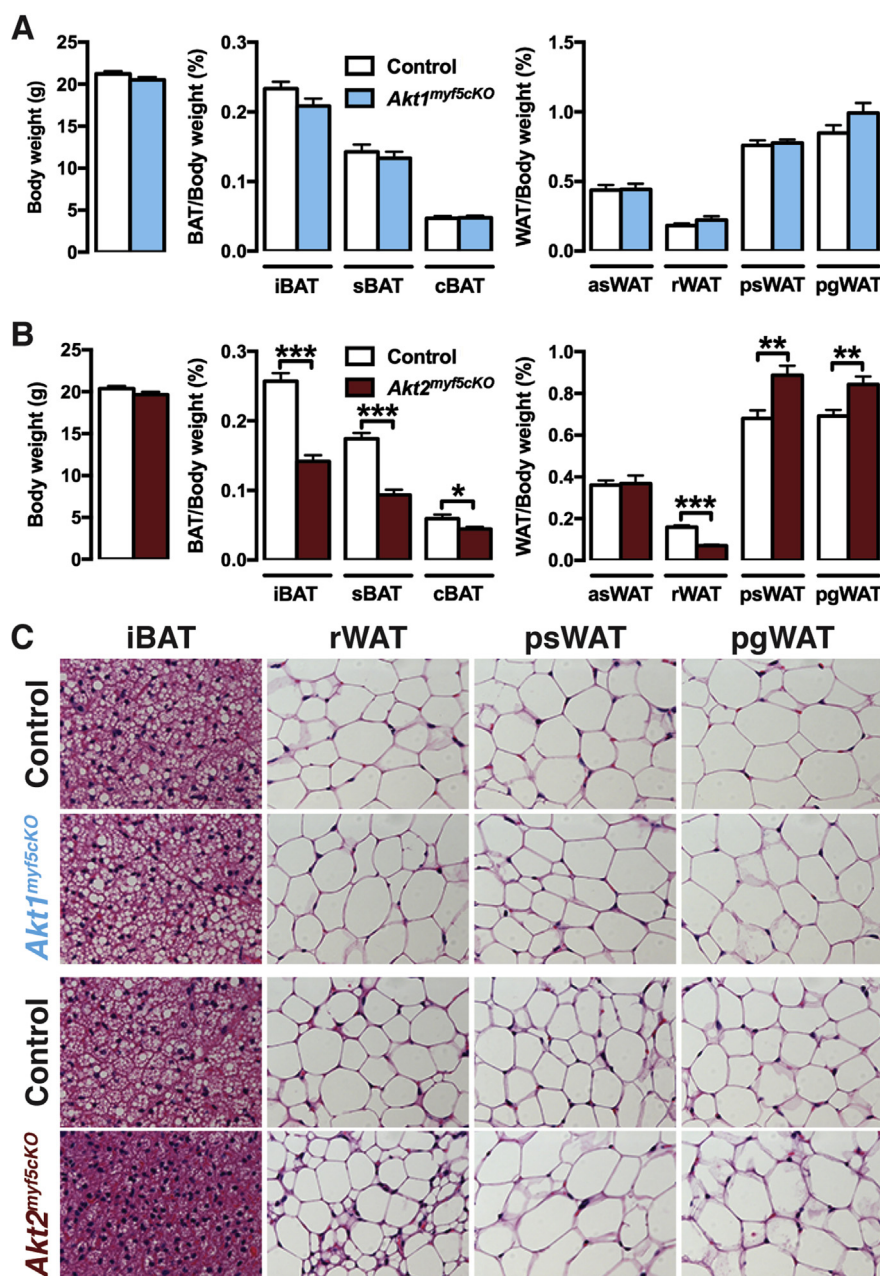 A
Body weight (g)
25
20
15
10
5
0
BAT/Body weight (%)
0.3
0.2
0.1
0.0
Control
Akt1myf5cKO
iBAT
sBAT
cBAT
WAT/Body weight (%)
1.5
1.0
0.5
0.0
asWAT
rWAT
psWAT
pgWAT
B
Body weight (g)
25
20
15
10
5
0
BAT/Body weight (%)
0.3
0.2
0.1
0.0
***
***
*
Control
Akt2myf5cKO
iBAT
sBAT
cBAT
WAT/Body weight (%)
1.0
0.8
0.6
0.4
0.2
0.0
***
**
**
asWAT
rWAT
psWAT
pgWAT
C
iBAT
rWAT
psWAT
pgWAT
Control
Akt1myf5cKO
Control
Akt2myf5cKO